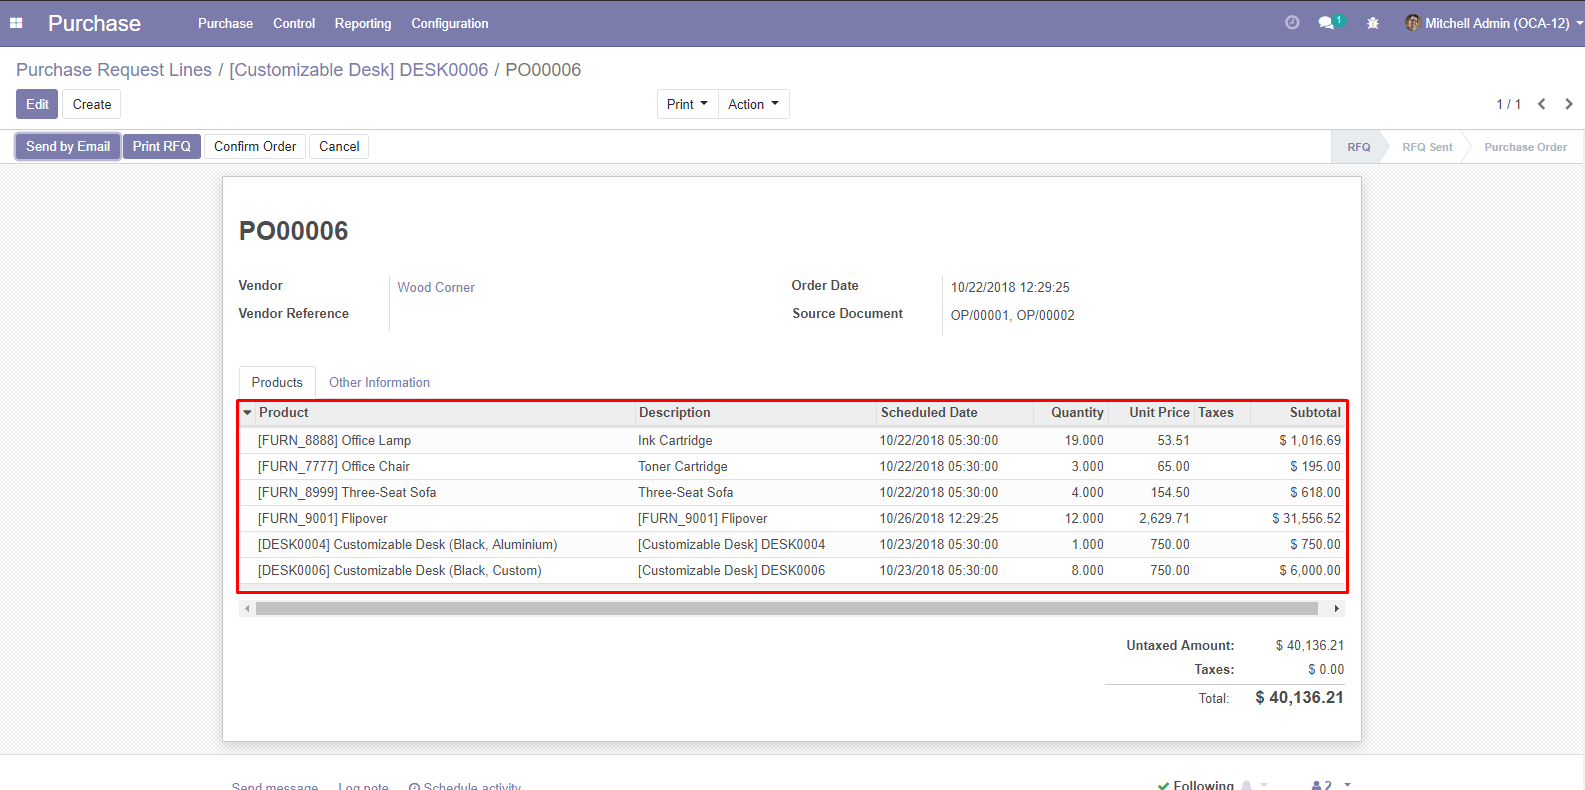 Purchase Purchase Control Reporting Configuration 1 Mitchell Admin (OCA-12)
Purchase Request Lines / [Customizable Desk] DESK0006 / PO00006
Edit Create Print Action 1 / 1
Send by Email Print RFQ Confirm Order Cancel RFQ RFQ Sent Purchase Order
PO00006
Vendor Wood Corner Order Date 10/22/2018 12:29:25
Vendor Reference Source Document OP/00001, OP/00002
Products Other Information
Product Description Scheduled Date Quantity Unit Price Taxes Subtotal
[FURN_8888] Office Lamp Ink Cartridge 10/22/2018 05:30:00 19.000 53.51 $ 1,016.69
[FURN_7777] Office Chair Toner Cartridge 10/22/2018 05:30:00 3.000 65.00 $ 195.00
[FURN_8999] Three-Seat Sofa Three-Seat Sofa 10/22/2018 05:30:00 4.000 154.50 $ 618.00
[FURN_9001] Flipover [FURN_9001] Flipover 10/26/2018 12:29:25 12.000 2,629.71 $ 31,556.52
[DESK0004] Customizable Desk (Black, Aluminium) [Customizable Desk] DESK0004 10/23/2018 05:30:00 1.000 750.00 $ 750.00
[DESK0006] Customizable Desk (Black, Custom) [Customizable Desk] DESK0006 10/23/2018 05:30:00 8.000 750.00 $ 6,000.00
Untaxed Amount: $ 40,136.21
Taxes: $ 0.00
Total: $ 40,136.21
Send message Log note Schedule activity Following 2